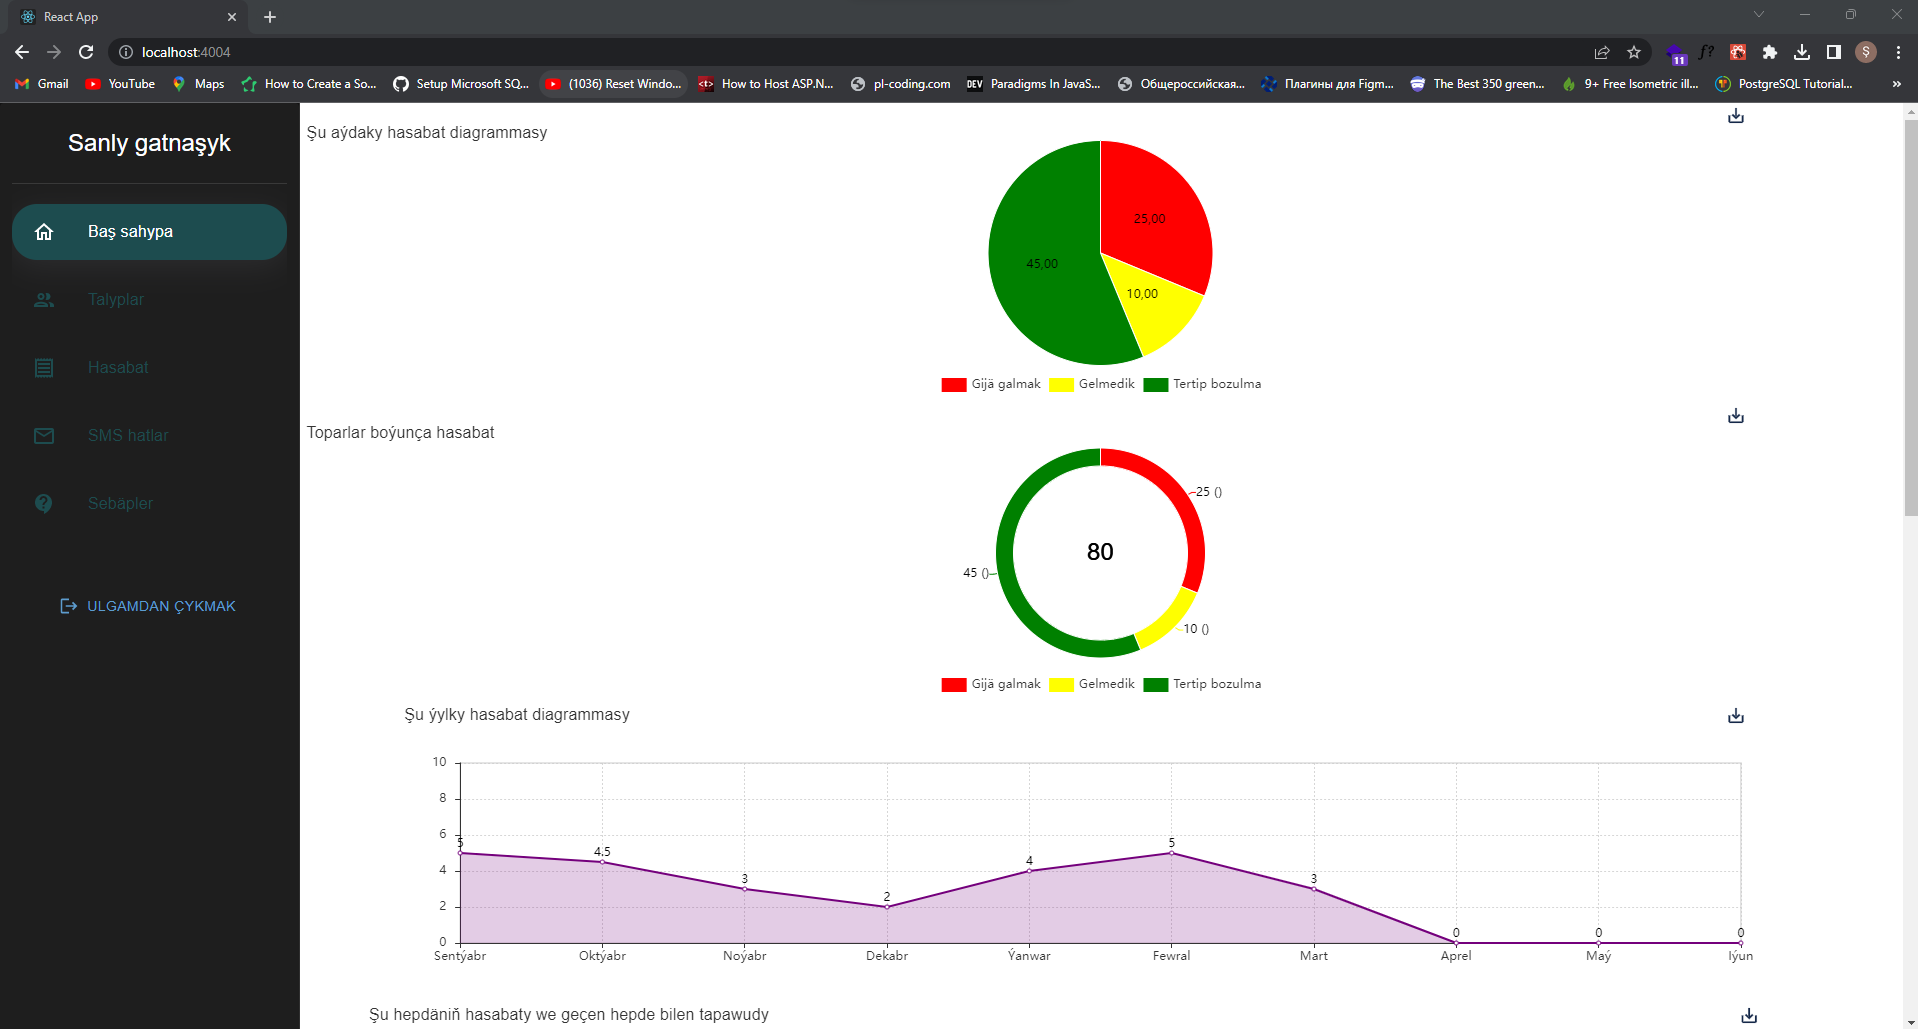 React App
localhost:4004
11
f?
Ş
Gmail
YouTube
Maps
How to Create a So...
Setup Microsoft SQ...
(1036) Reset Windo...
How to Host ASP.N...
pl-coding.com
DEV Paradigms In JavaS...
Общероссийская...
Плагины для Figm...
The Best 350 green...
9+ Free Isometric ill...
PostgreSQL Tutorial...
»
Sanly gatnaşyk
Baş sahypa
Talyplar
Hasabat
SMS hatlar
Sebäpler
ULGAMDAN ÇYKMAK
Şu aýdaky hasabat diagrammasy
25,00
45,00
10,00
Gijä galmak Gelmedik Tertip bozulma
Toparlar boýunça hasabat
25 ()
80
45 ()
10 ()
Gijä galmak Gelmedik Tertip bozulma
Şu ýylky hasabat diagrammasy
10
8
6
4
2
0
5 4.5 3 2 4 5 3 0 0 0
Sentýabr Oktýabr Noýabr Dekabr Ýanwar Fewral Mart Aprel Maý Iýun
Şu hepdäniň hasabaty we geçen hepde bilen tapawudy